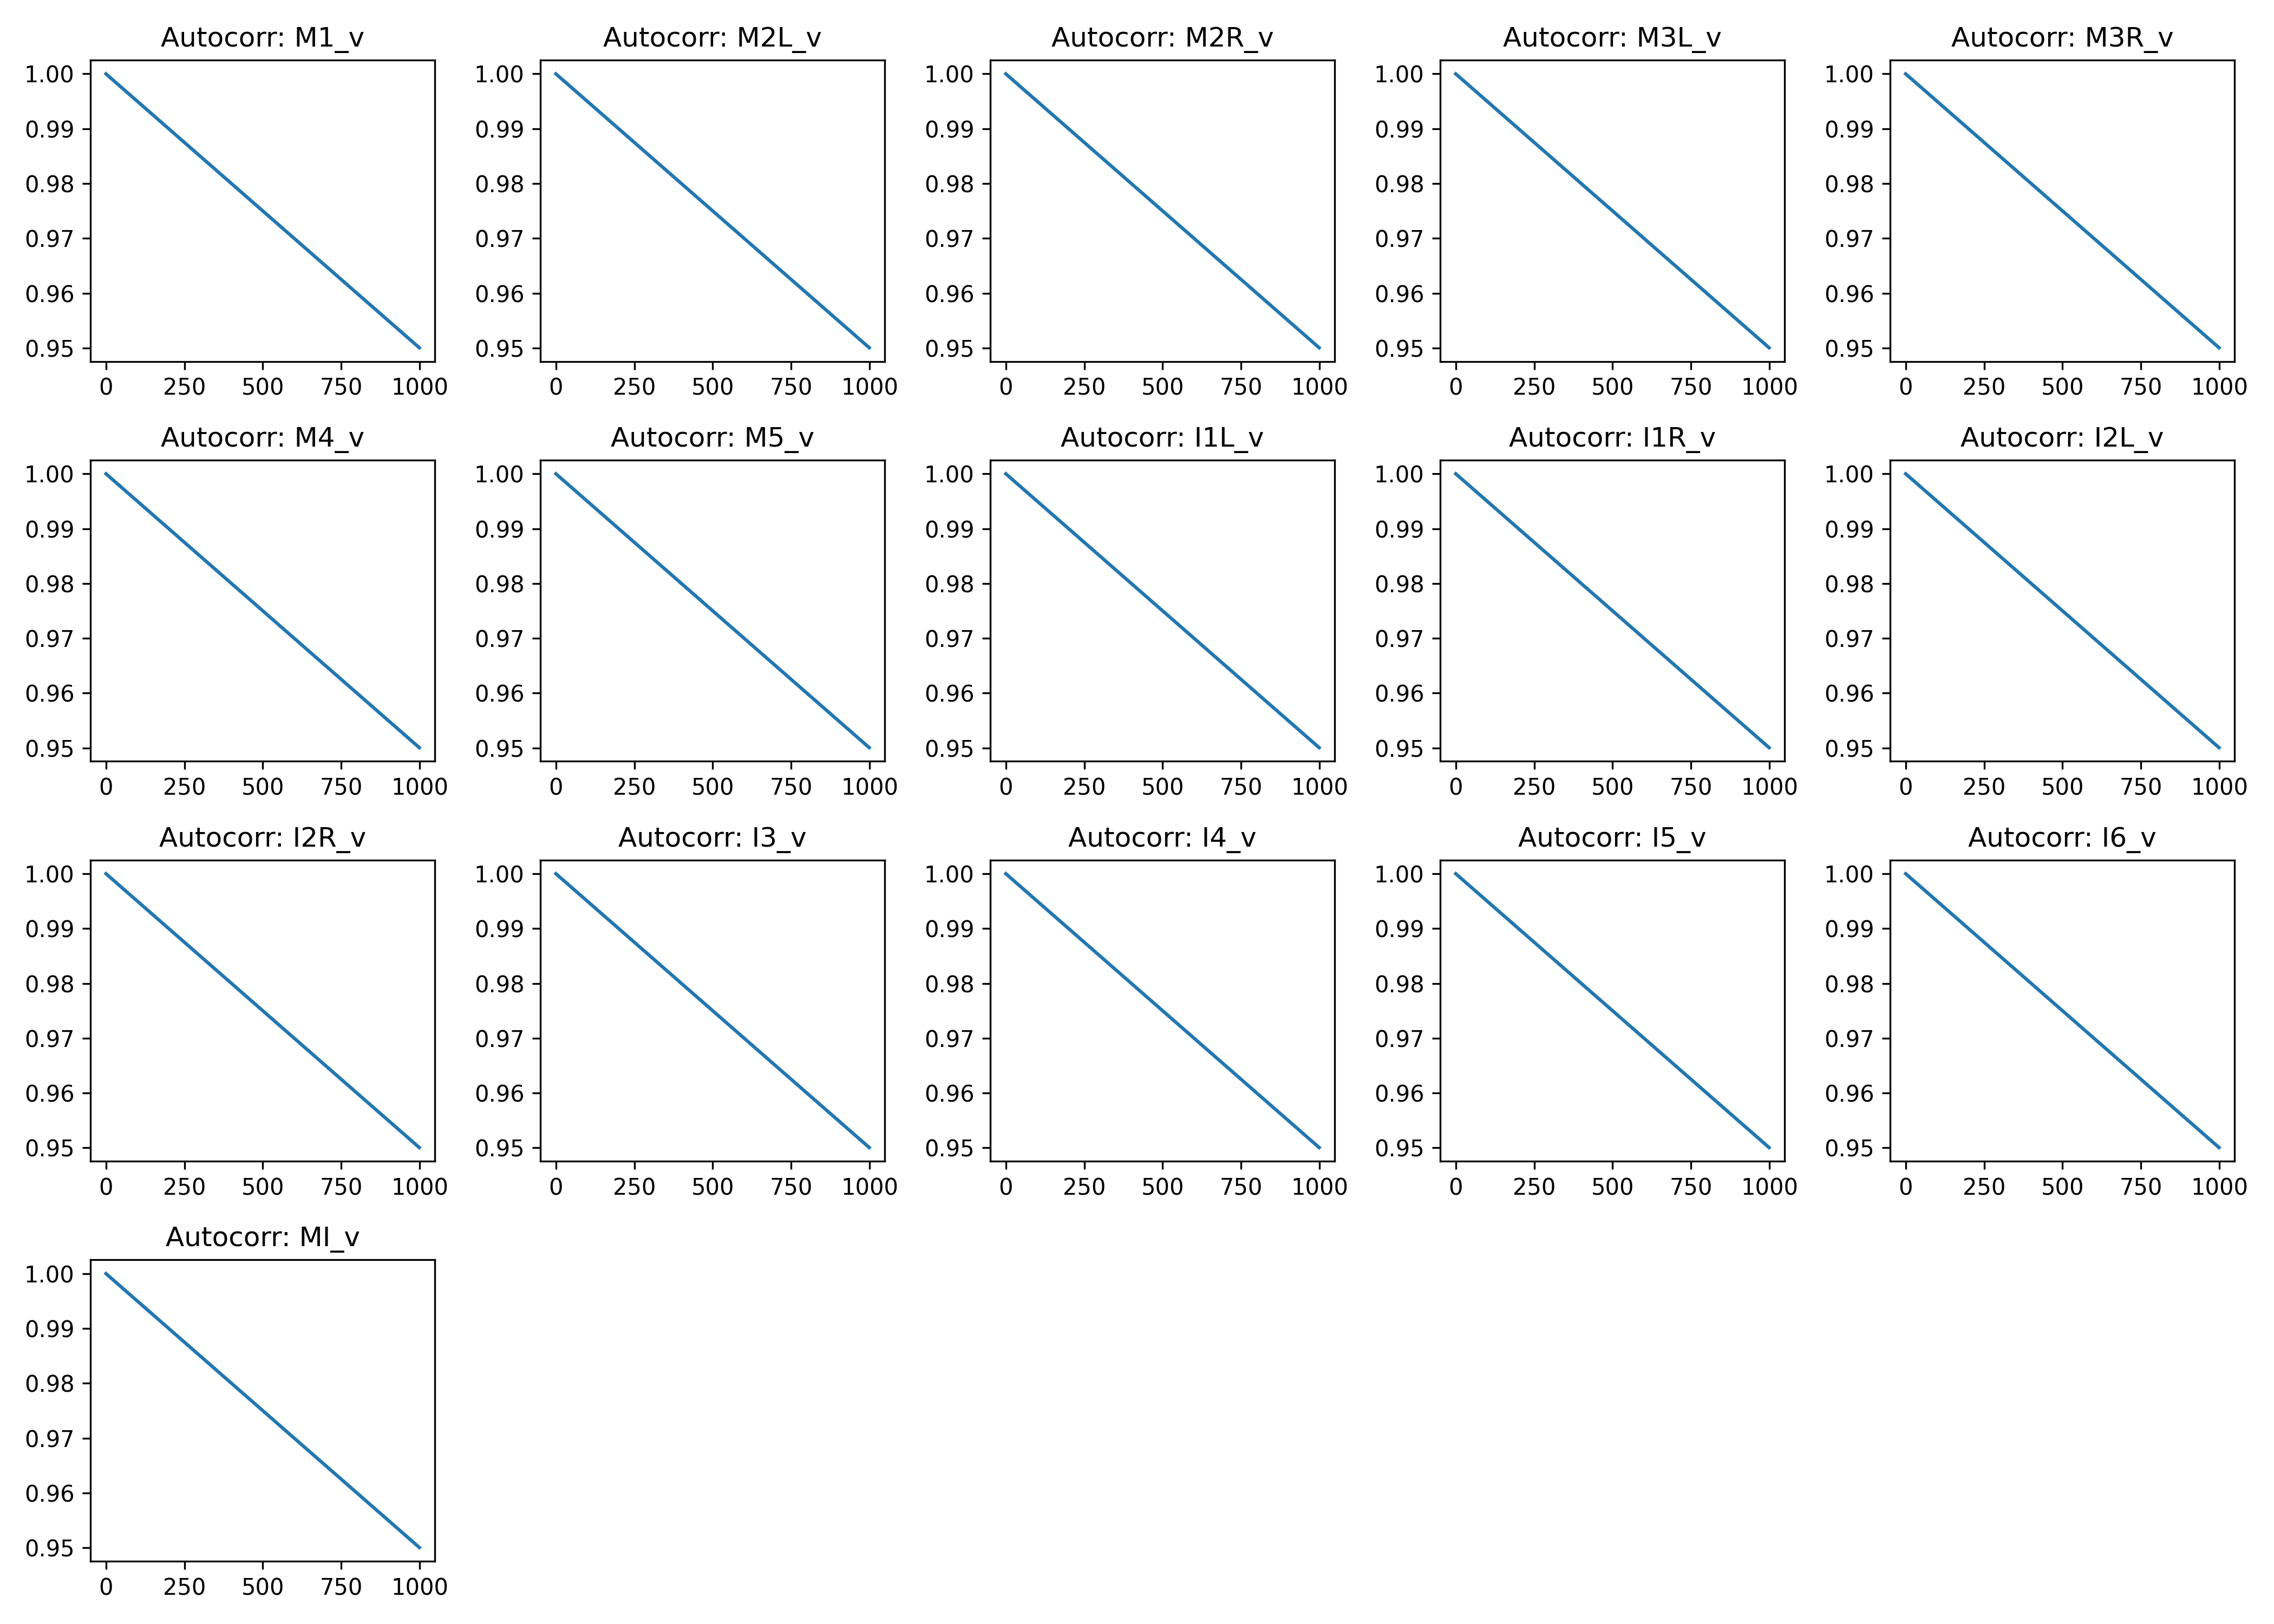 Autocorr: M1_v Autocorr: M2L_v Autocorr: M2R_v Autocorr: M3L_v Autocorr: M3R_v
1.00 1.00 1.00 1.00 1.00
0.99 0.99 0.99 0.99 0.99
0.98 0.98 0.98 0.98 0.98
0.97 0.97 0.97 0.97 0.97
0.96 0.96 0.96 0.96 0.96
0.95 0.95 0.95 0.95 0.95
0 250 500 750 1000 0 250 500 750 1000 0 250 500 750 1000 0 250 500 750 1000 0 250 500 750 1000
Autocorr: M4_v Autocorr: M5_v Autocorr: I1L_v Autocorr: I1R_v Autocorr: I2L_v
1.00 1.00 1.00 1.00 1.00
0.99 0.99 0.99 0.99 0.99
0.98 0.98 0.98 0.98 0.98
0.97 0.97 0.97 0.97 0.97
0.96 0.96 0.96 0.96 0.96
0.95 0.95 0.95 0.95 0.95
0 250 500 750 1000 0 250 500 750 1000 0 250 500 750 1000 0 250 500 750 1000 0 250 500 750 1000
Autocorr: I2R_v Autocorr: I3_v Autocorr: I4_v Autocorr: I5_v Autocorr: I6_v
1.00 1.00 1.00 1.00 1.00
0.99 0.99 0.99 0.99 0.99
0.98 0.98 0.98 0.98 0.98
0.97 0.97 0.97 0.97 0.97
0.96 0.96 0.96 0.96 0.96
0.95 0.95 0.95 0.95 0.95
0 250 500 750 1000 0 250 500 750 1000 0 250 500 750 1000 0 250 500 750 1000 0 250 500 750 1000
Autocorr: MI_v
1.00
0.99
0.98
0.97
0.96
0.95
0 250 500 750 1000